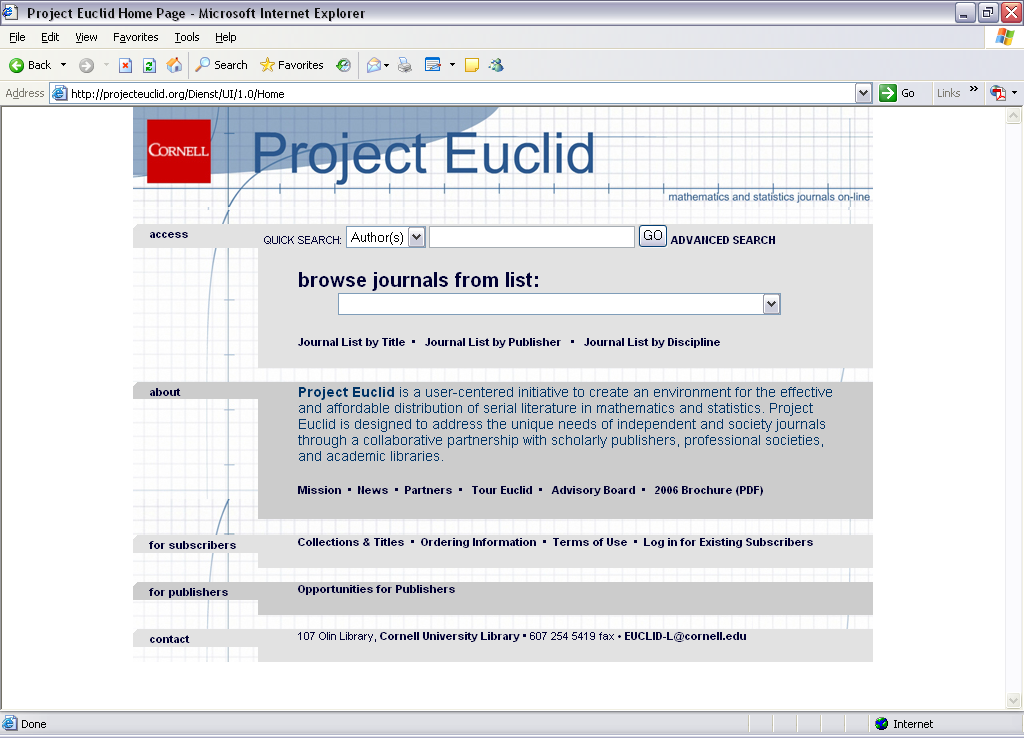 Project Euclid Home Page - Microsoft Internet Explorer
File Edit View Favorites Tools Help
Back Search Favorites
Address http://projecteuclid.org/Dienst/UI/1.0/Home Go Links »
CORNELL
Project Euclid
mathematics and statistics journals on-line
access
QUICK SEARCH: Author(s) GO ADVANCED SEARCH
browse journals from list:
Journal List by Title ▪ Journal List by Publisher ▪ Journal List by Discipline
about
Project Euclid is a user-centered initiative to create an environment for the effective
and affordable distribution of serial literature in mathematics and statistics. Project
Euclid is designed to address the unique needs of independent and society journals
through a collaborative partnership with scholarly publishers, professional societies,
and academic libraries.
Mission ▪ News ▪ Partners ▪ Tour Euclid ▪ Advisory Board ▪ 2006 Brochure (PDF)
for subscribers
Collections & Titles ▪ Ordering Information ▪ Terms of Use ▪ Log in for Existing Subscribers
for publishers
Opportunities for Publishers
contact
107 Olin Library, Cornell University Library ▪ 607 254 5419 fax • EUCLID-L@cornell.edu
Done Internet